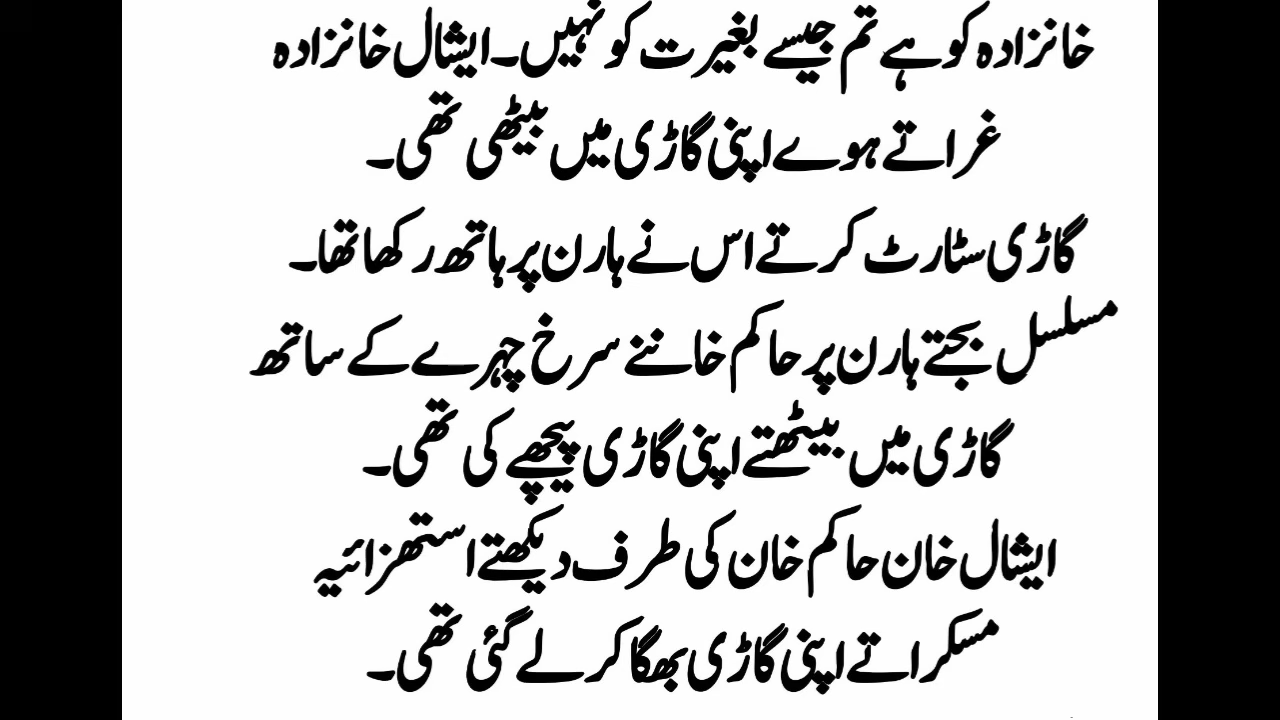 خانزادہ کو ہے تم جیسے بغیرت کو نہیں۔ ایشال خانزادہ
غراتے ہوے اپنی گاڑی میں بیٹھی تھی۔
گاڑی سٹارٹ کرتے اس نے ہارن پر ہاتھ رکھا تھا۔
مسلسل بجتے ہارن پر حاکم خاننے سرخ چہرے کے ساتھ
گاڑی میں بیٹھتے اپنی گاڑی پیچھے کی تھی۔
ایشال خان حاکم خان کی طرف دیکھتے استھزائیہ
مسکراتے اپنی گاڑی بھگا کر لے گئی تھی۔